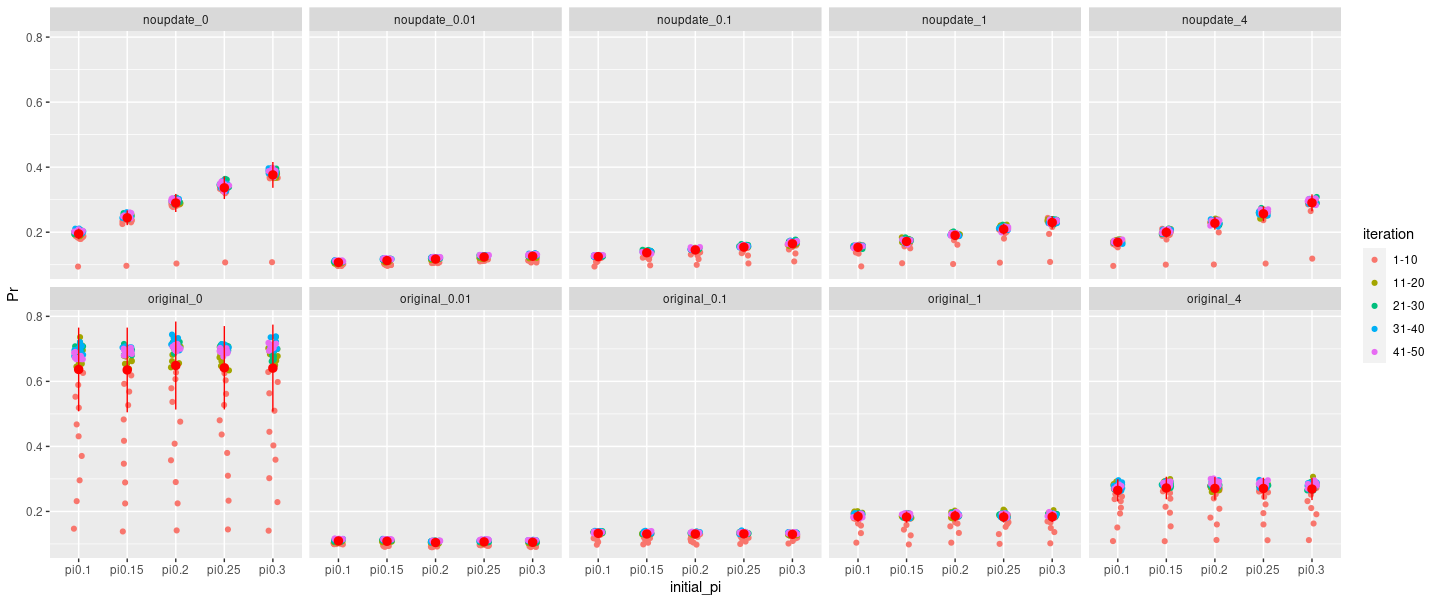 noupdate_0 noupdate_0.01 noupdate_0.1 noupdate_1 noupdate_4
0.8
0.6
0.4
0.2
original_0 original_0.01 original_0.1 original_1 original_4
0.8
0.6
0.4
0.2
pi0.1 pi0.15 pi0.2 pi0.25 pi0.3 pi0.1 pi0.15 pi0.2 pi0.25 pi0.3 pi0.1 pi0.15 pi0.2 pi0.25 pi0.3 pi0.1 pi0.15 pi0.2 pi0.25 pi0.3 pi0.1 pi0.15 pi0.2 pi0.25 pi0.3
initial_pi
Pr
iteration
1-10
11-20
21-30
31-40
41-50